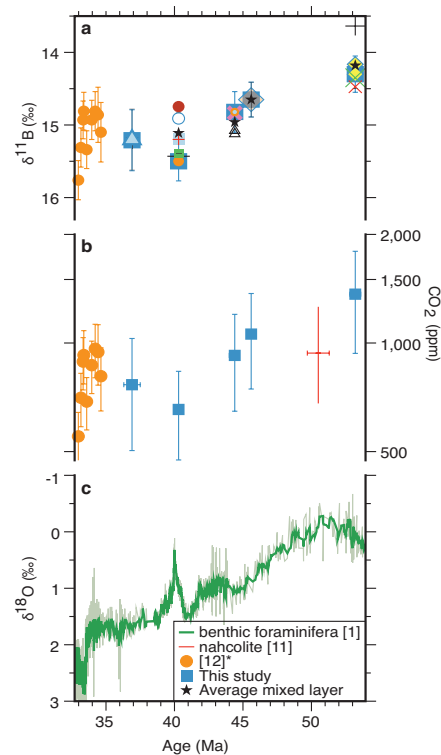 a
14
15
16
δ¹¹B (‰)
b
2,000
1,500
1,000
500
CO₂ (ppm)
c
-1
0
1
2
3
δ¹⁸O (‰)
benthic foraminifera [1]
nahcolite [11]
[12]*
This study
Average mixed layer
35 40 45 50
Age (Ma)